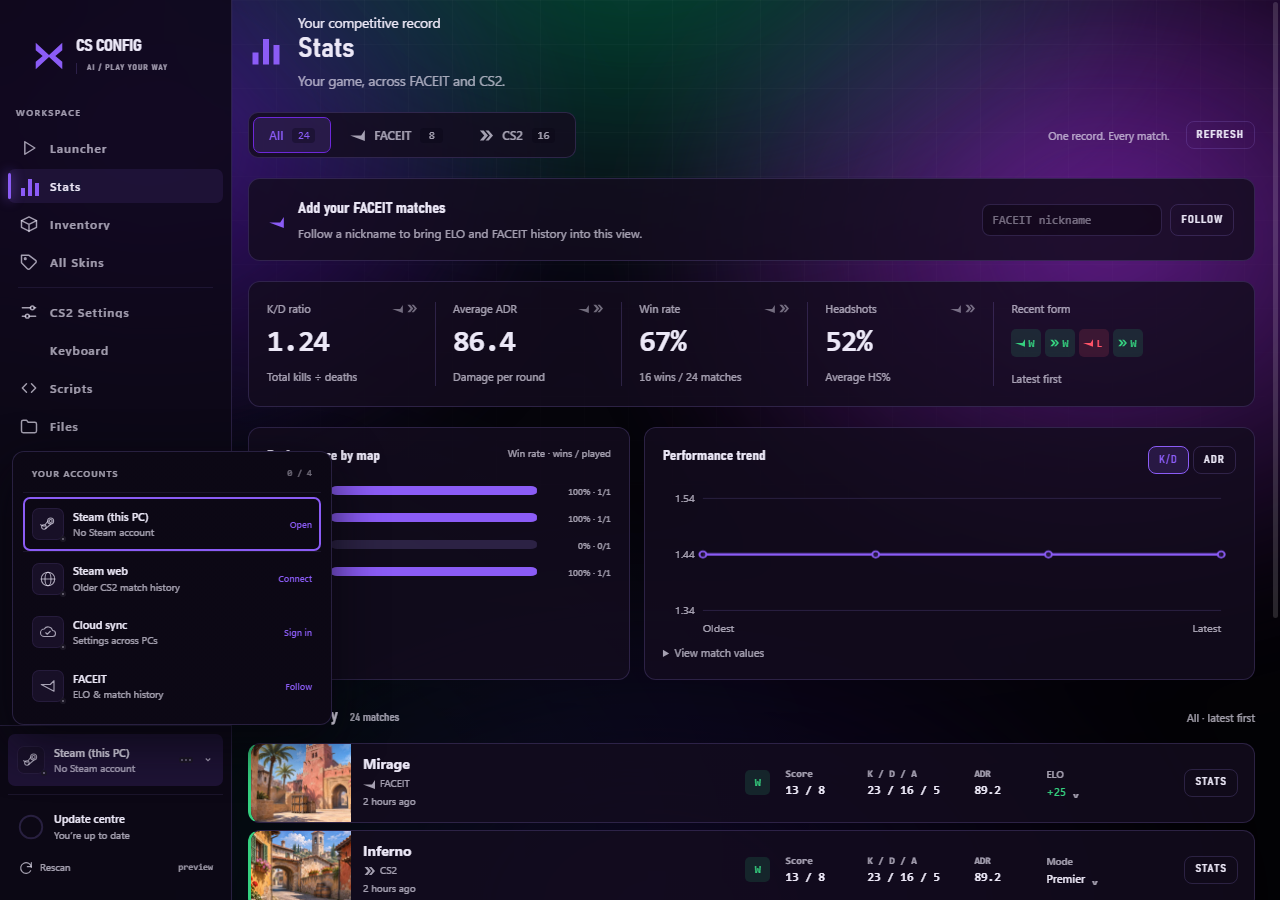 CS CONFIG
AI / PLAY YOUR WAY
WORKSPACE
Launcher
Stats
Inventory
All Skins
CS2 Settings
Keyboard
Scripts
Files
YOUR ACCOUNTS 0 / 4
Steam (this PC)
No Steam account
Open
Steam web
Older CS2 match history
Connect
Cloud sync
Settings across PCs
Sign in
FACEIT
ELO & match history
Follow
Steam (this PC)
No Steam account
Update centre
You're up to date
Rescan preview
Your competitive record
Stats
Your game, across FACEIT and CS2.
All 24 FACEIT 8 CS2 16
One record. Every match. REFRESH
Add your FACEIT matches
Follow a nickname to bring ELO and FACEIT history into this view.
FACEIT nickname FOLLOW
K/D ratio
1.24
Total kills ÷ deaths
Average ADR
86.4
Damage per round
Win rate
67%
16 wins / 24 matches
Headshots
52%
Average HS%
Recent form
W W L W
Latest first
by map Win rate · wins / played
100% · 1/1
100% · 1/1
0% · 0/1
100% · 1/1
Performance trend K/D ADR
1.54
1.44
1.34
Oldest Latest
View match values
24 matches All · latest first
Mirage
FACEIT
2 hours ago
W
Score
13 / 8
K / D / A
23 / 16 / 5
ADR
89.2
ELO
+25
STATS
Inferno
CS2
2 hours ago
W
Score
13 / 8
K / D / A
23 / 16 / 5
ADR
89.2
Mode
Premier
STATS